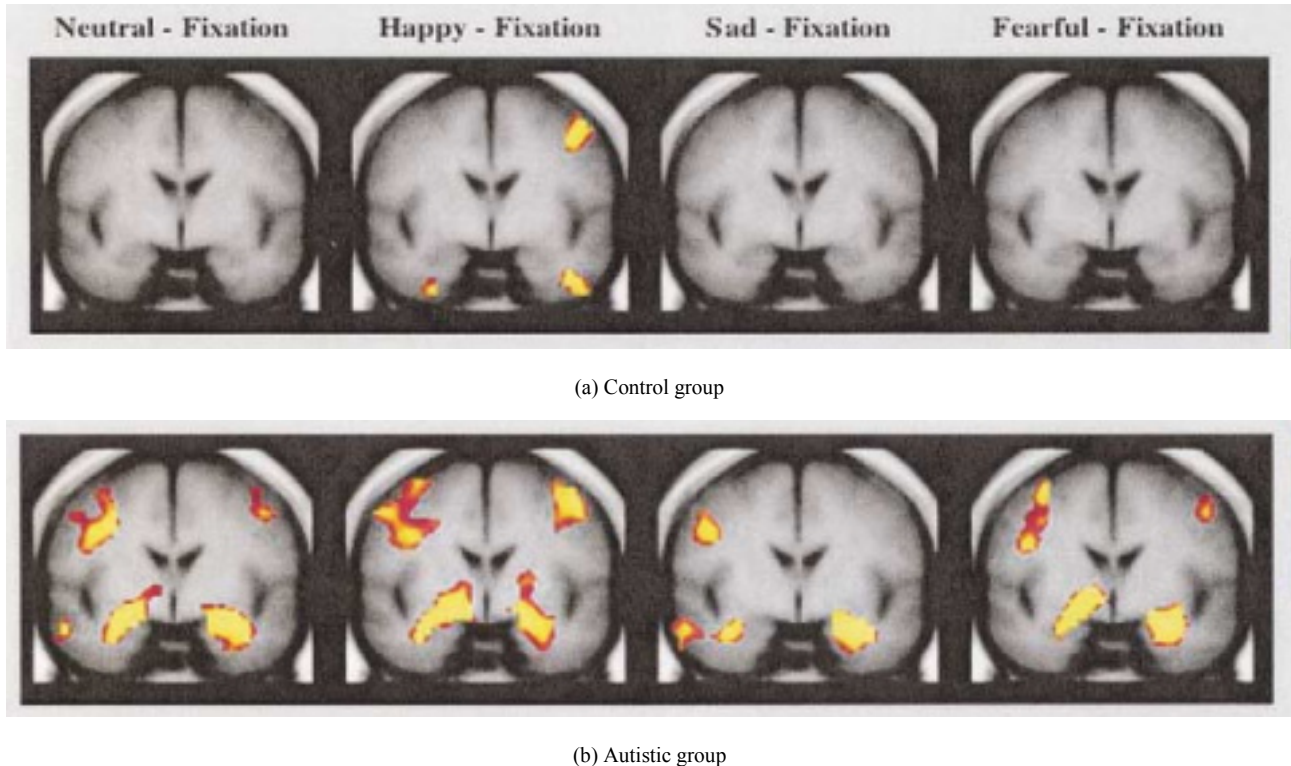 Neutral - Fixation Happy - Fixation Sad - Fixation Fearful - Fixation
(a) Control group
(b) Autistic group